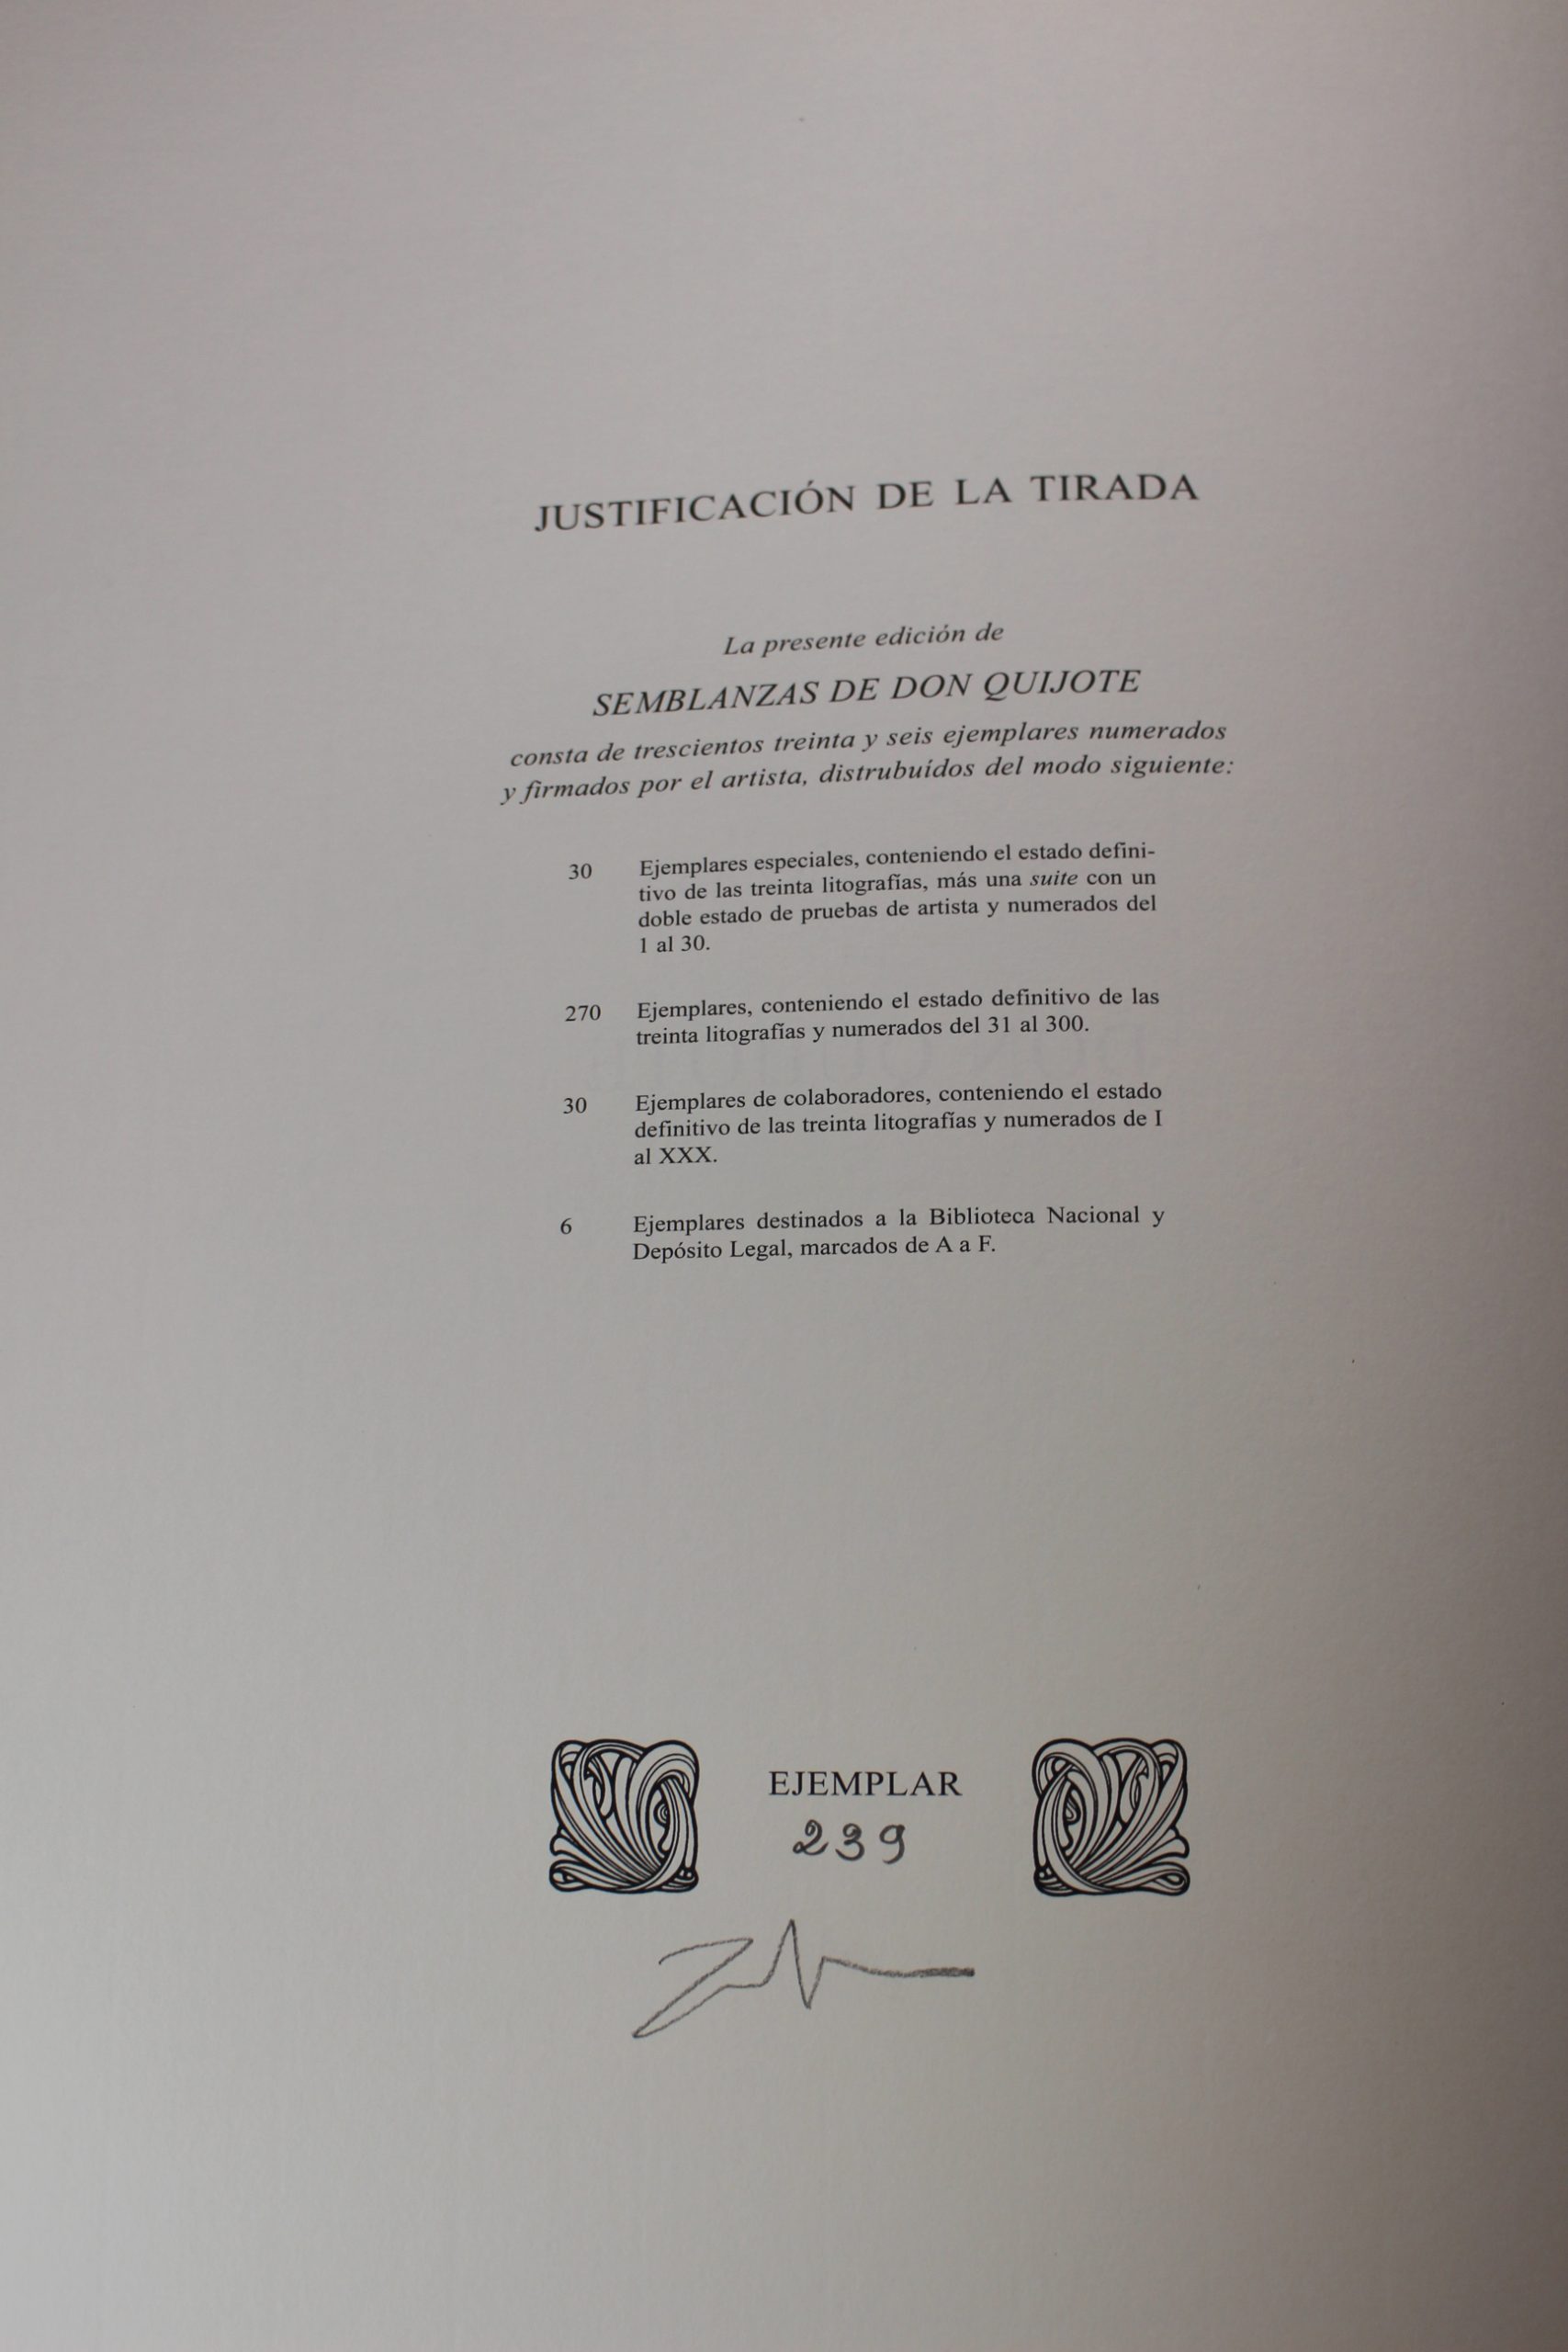 JUSTIFICACIÓN DE LA TIRADA
La presente edición de
SEMBLANZAS DE DON QUIJOTE
consta de trescientos treinta y seis ejemplares numerados
y firmados por el artista, distrubuídos del modo siguiente:
30 Ejemplares especiales, conteniendo el estado defini-
tivo de las treinta litografías, más una suite con un
doble estado de pruebas de artista y numerados del
1 al 30.
270 Ejemplares, conteniendo el estado definitivo de las
treinta litografías y numerados del 31 al 300.
30 Ejemplares de colaboradores, conteniendo el estado
definitivo de las treinta litografías y numerados de I
al XXX.
6 Ejemplares destinados a la Biblioteca Nacional y
Depósito Legal, marcados de A a F.
EJEMPLAR
239